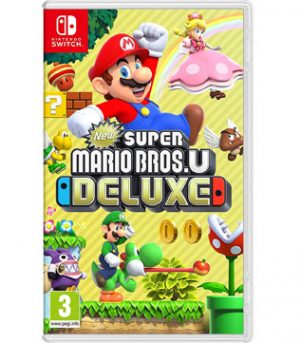 NINTENDO
SWITCH
?
New
SUPER
MARIO BROS.U
DELUXE
3
www.pegi.info